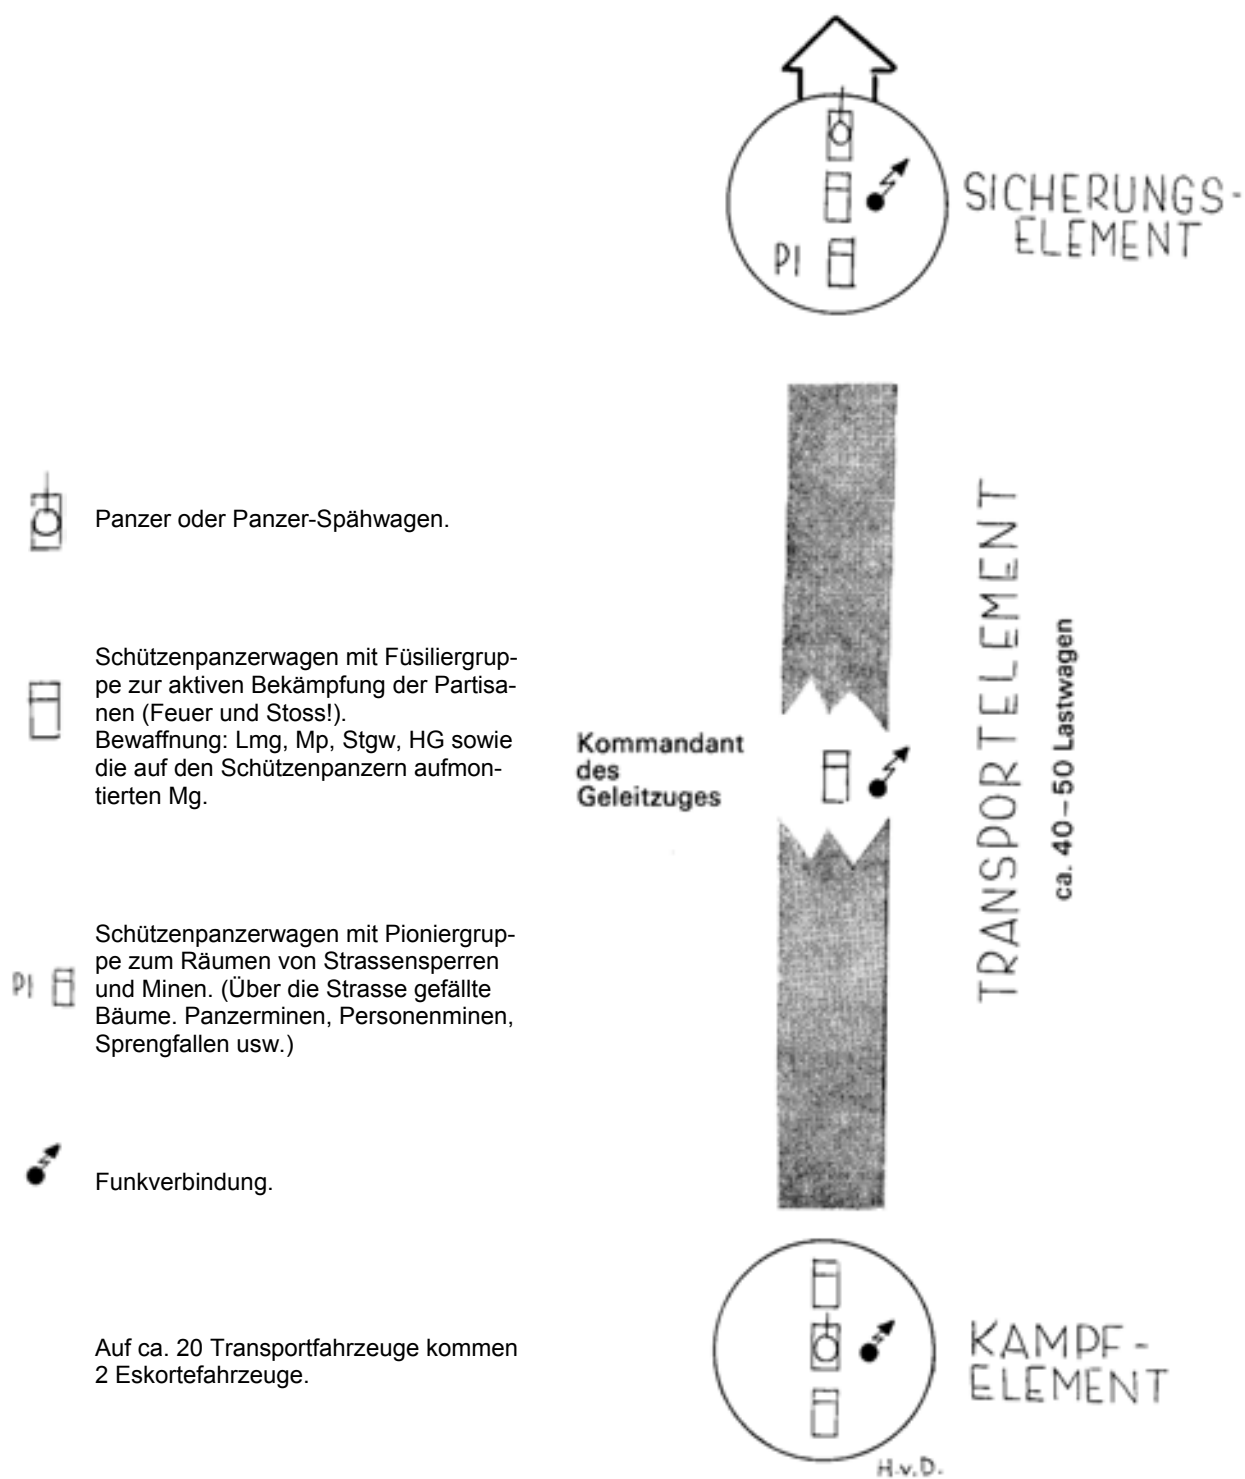 SICHERUNGS-
ELEMENT
PI
Panzer oder Panzer-Spähwagen.
Schützenpanzerwagen mit Füsiliergrup-
pe zur aktiven Bekämpfung der Partisa-
nen (Feuer und Stoss!).
Bewaffnung: Lmg, Mp, Stgw, HG sowie
die auf den Schützenpanzern aufmon-
tierten Mg.
Kommandant
des
Geleitzuges
TRANSPORTELEMENT
ca. 40–50 Lastwagen
PI
Schützenpanzerwagen mit Pioniergrup-
pe zum Räumen von Strassensperren
und Minen. (Über die Strasse gefällte
Bäume. Panzerminen, Personenminen,
Sprengfallen usw.)
Funkverbindung.
Auf ca. 20 Transportfahrzeuge kommen
2 Eskortefahrzeuge.
KAMPF-
ELEMENT
H.v.D.